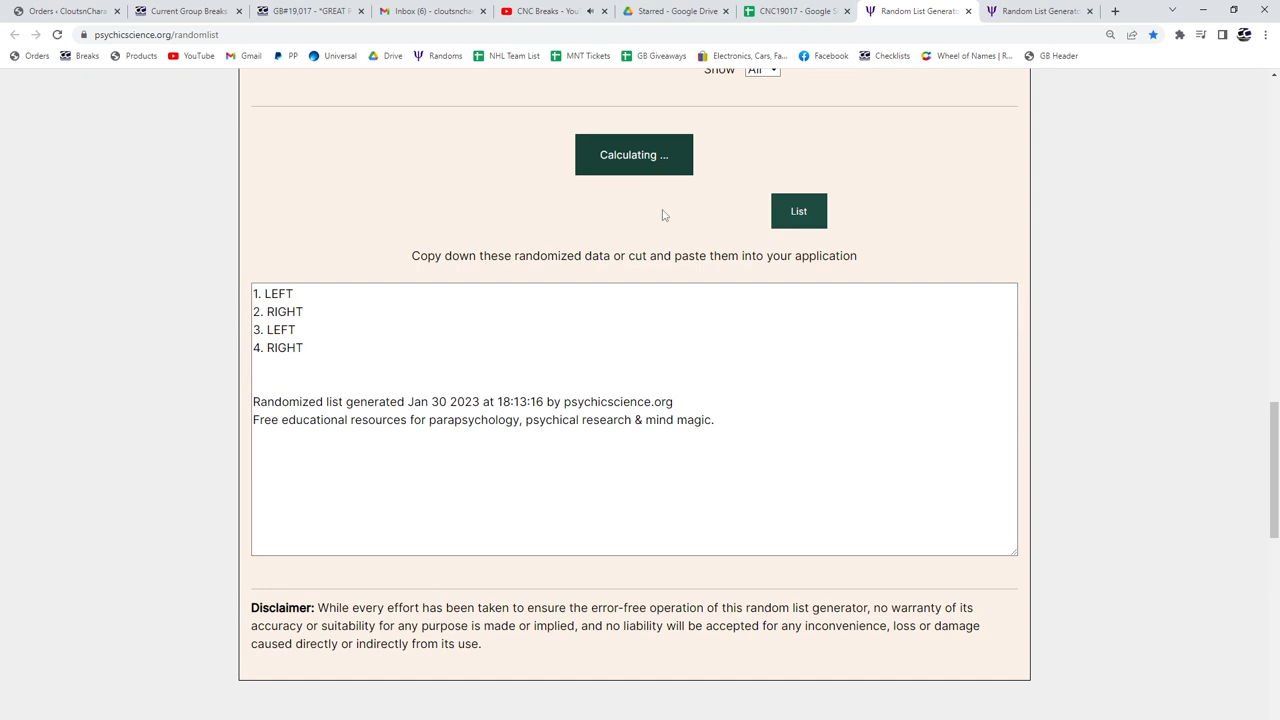 Orders ‹ CloutsnChara
Current Group Breaks
GB#19,017 - *GREAT P
Inbox (6) - cloutsnchar
CNC Breaks - You
Starred - Google Drive
CNC19017 - Google S
Random List Generato
Random List Generato
psychicscience.org/randomlist
Orders
Breaks
Products
YouTube
Gmail
PP
Universal
Drive
Randoms
NHL Team List
MNT Tickets
GB Giveaways
Electronics, Cars, Fa...
Facebook
Checklists
Wheel of Names | R...
GB Header
Show All
Calculating ...
List
Copy down these randomized data or cut and paste them into your application
1. LEFT
2. RIGHT
3. LEFT
4. RIGHT
Randomized list generated Jan 30 2023 at 18:13:16 by psychicscience.org
Free educational resources for parapsychology, psychical research & mind magic.
Disclaimer: While every effort has been taken to ensure the error-free operation of this random list generator, no warranty of its
accuracy or suitability for any purpose is made or implied, and no liability will be accepted for any inconvenience, loss or damage
caused directly or indirectly from its use.